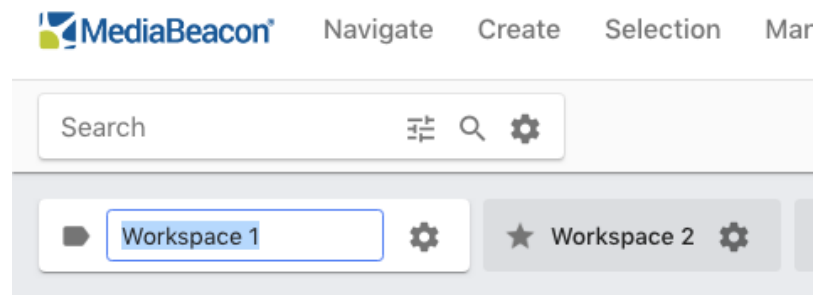 MediaBeacon® Navigate Create Selection
Search
Workspace 1 Workspace 2